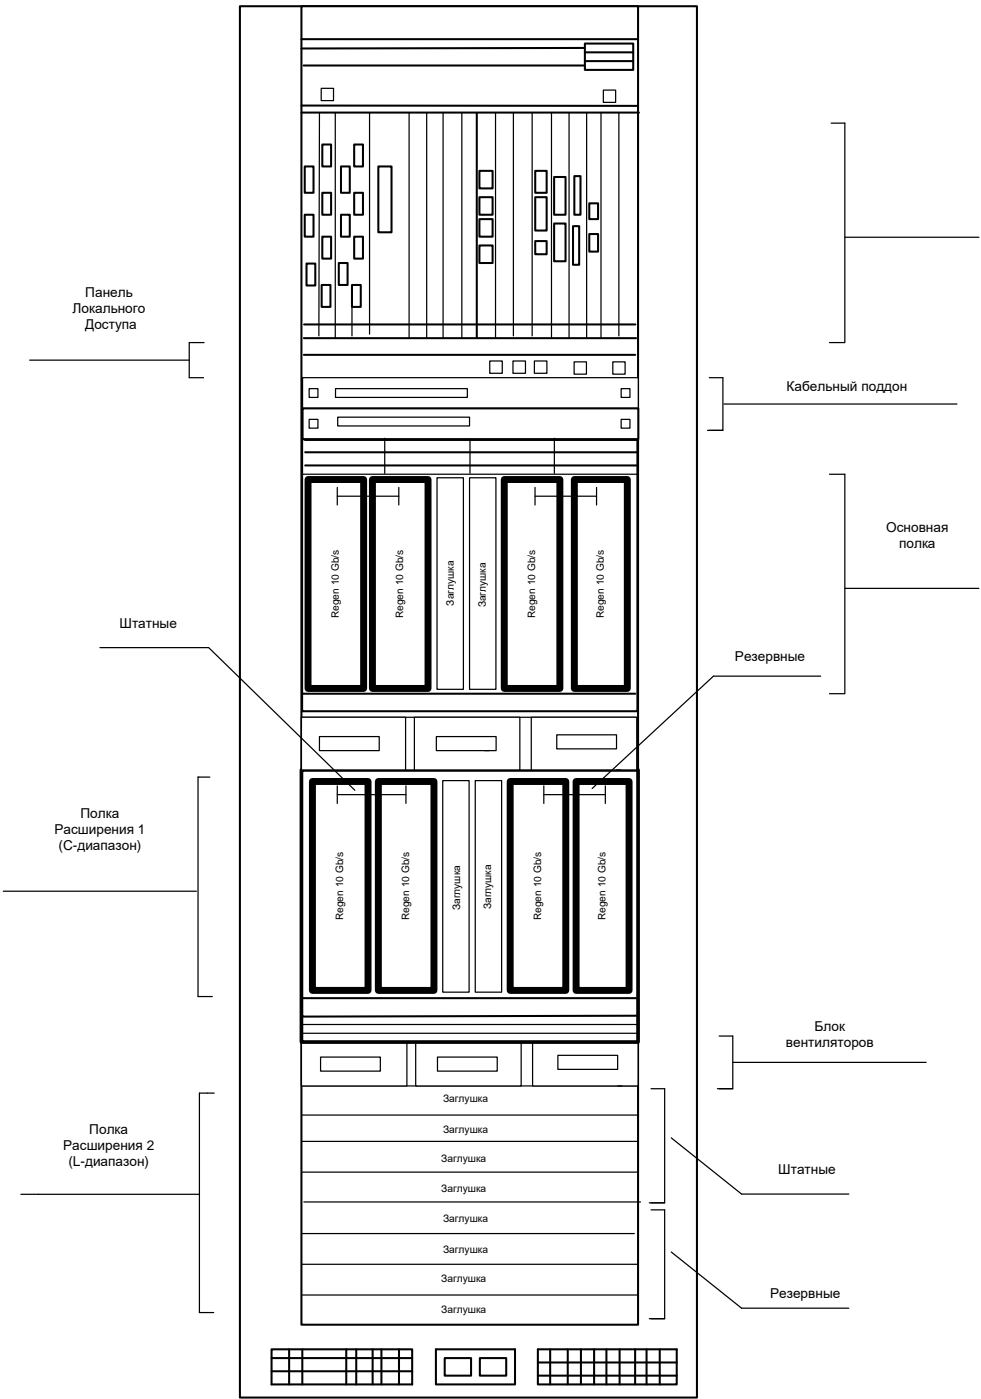 Панель
Локального
Доступа
Кабельный поддон
Основная
полка
Regen 10 Gb/s
Regen 10 Gb/s
Заглушка
Заглушка
Regen 10 Gb/s
Regen 10 Gb/s
Штатные
Резервные
Полка
Расширения 1
(С-диапазон)
Regen 10 Gb/s
Regen 10 Gb/s
Заглушка
Заглушка
Regen 10 Gb/s
Regen 10 Gb/s
Блок
вентиляторов
Полка
Расширения 2
(L-диапазон)
Заглушка
Заглушка
Заглушка
Заглушка
Заглушка
Заглушка
Заглушка
Заглушка
Штатные
Резервные